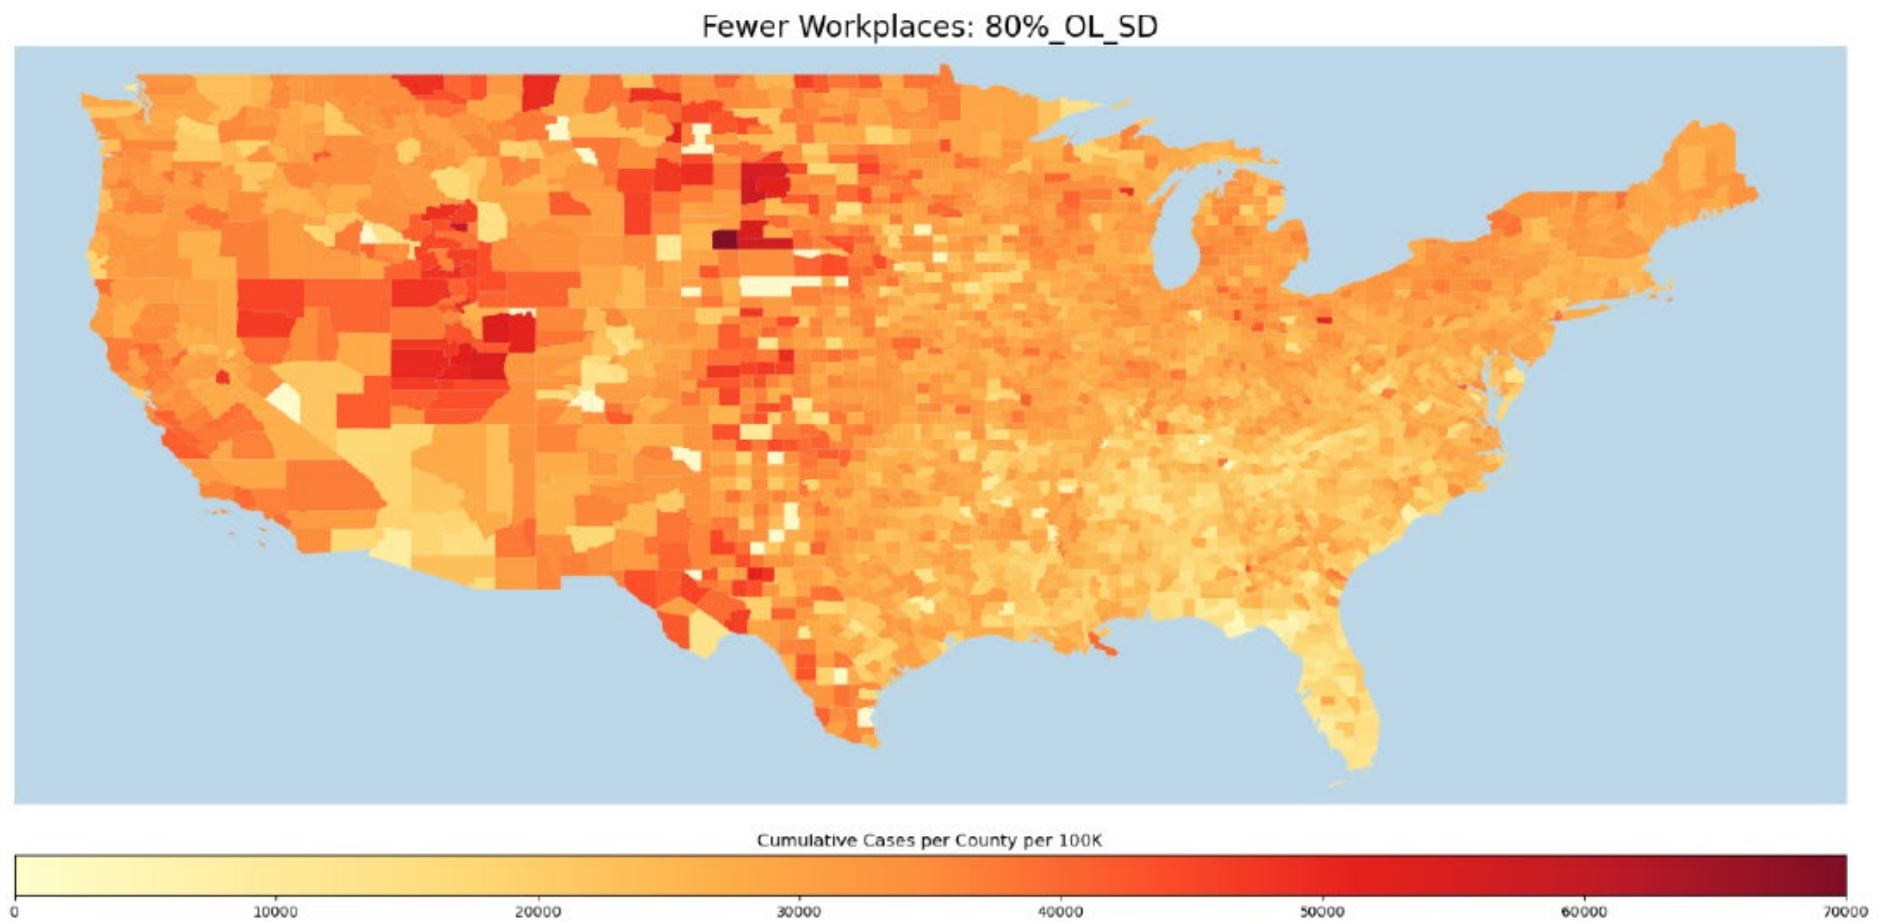 Fewer Workplaces: 80%_OL_SD
Cumulative Cases per County per 100K
0 10000 20000 30000 40000 50000 60000 70000